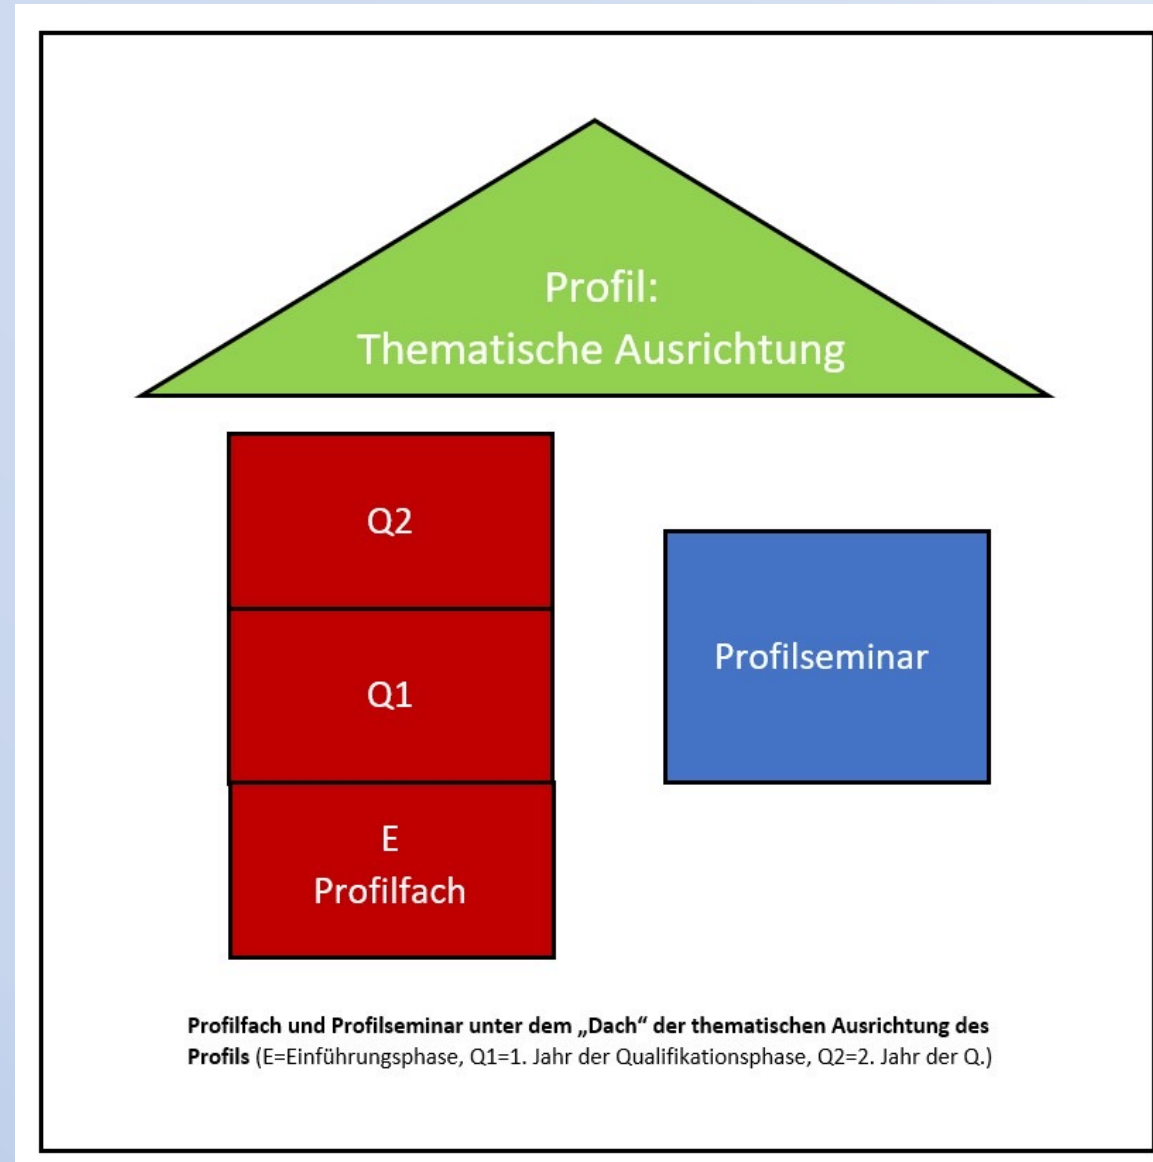 Profil:
Thematische Ausrichtung
Q2
Q1
E
Profilfach
Profilseminar
Profilfach und Profilseminar unter dem „Dach“ der thematischen Ausrichtung des
Profils (E=Einführungsphase, Q1=1. Jahr der Qualifikationsphase, Q2=2. Jahr der Q.)